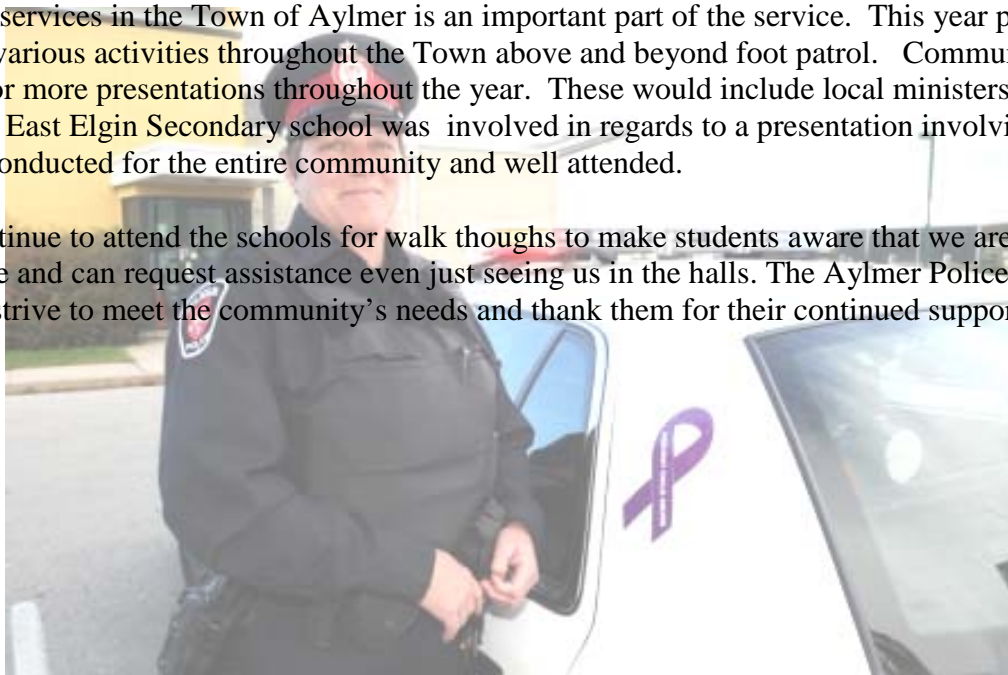 services in the Town of Aylmer is an important part of the service. This year p
various activities throughout the Town above and beyond foot patrol. Commu
or more presentations throughout the year. These would include local ministers
East Elgin Secondary school was involved in regards to a presentation involvi
onducted for the entire community and well attended.
tinue to attend the schools for walk thoughs to make students aware that we are
e and can request assistance even just seeing us in the halls. The Aylmer Police
strive to meet the community's needs and thank them for their continued suppor
POLICE